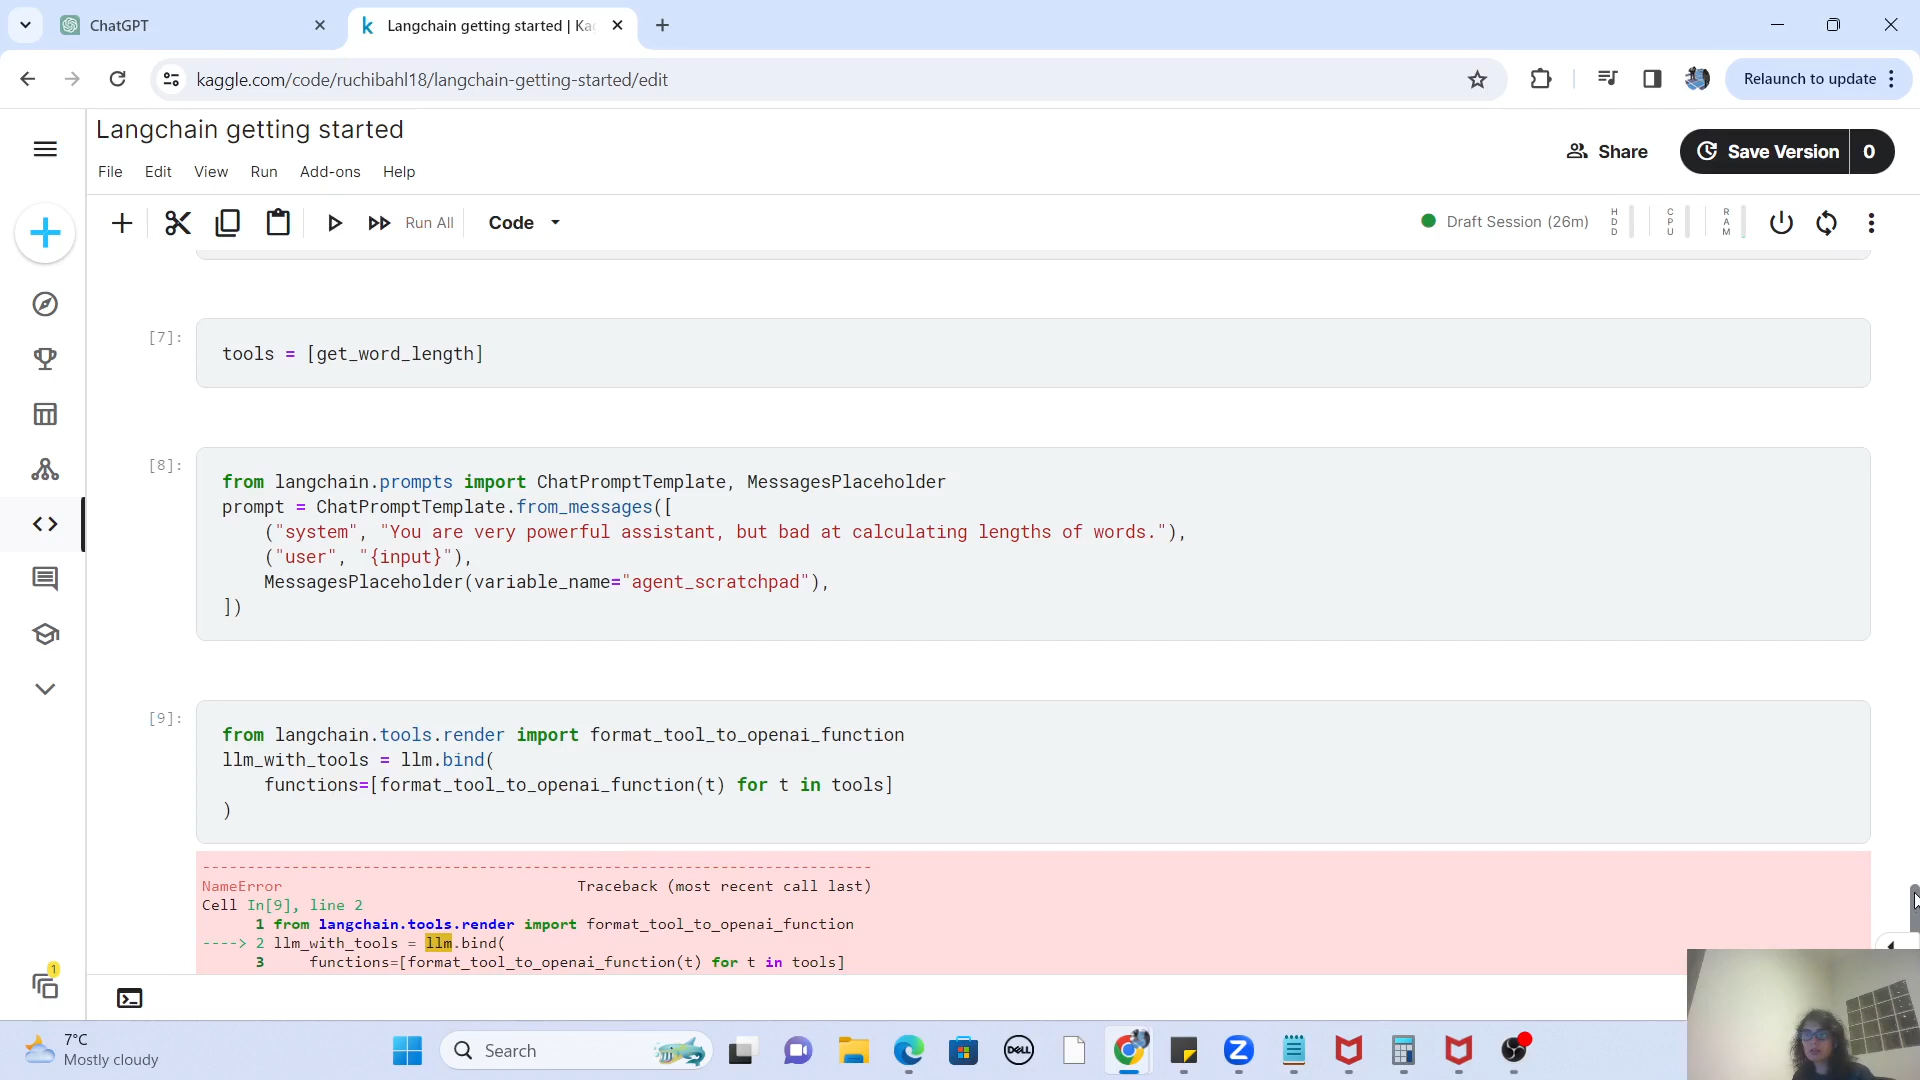 ChatGPT
Langchain getting started | Ka
kaggle.com/code/ruchibahl18/langchain-getting-started/edit
Relaunch to update
Langchain getting started
File Edit View Run Add-ons Help
Share
Save Version 0
Run All
Code
Draft Session (26m)
HDD
CPU
RAM
[7]:
tools = [get_word_length]
[8]:
from langchain.prompts import ChatPromptTemplate, MessagesPlaceholder
prompt = ChatPromptTemplate.from_messages([
    ("system", "You are very powerful assistant, but bad at calculating lengths of words."),
    ("user", "{input}"),
    MessagesPlaceholder(variable_name="agent_scratchpad"),
])
[9]:
from langchain.tools.render import format_tool_to_openai_function
llm_with_tools = llm.bind(
    functions=[format_tool_to_openai_function(t) for t in tools]
)
---------------------------------------------------------------------------
NameError                                 Traceback (most recent call last)
Cell In[9], line 2
      1 from langchain.tools.render import format_tool_to_openai_function
----> 2 llm_with_tools = llm.bind(
      3     functions=[format_tool_to_openai_function(t) for t in tools]
1
7°C
Mostly cloudy
Search
DELL